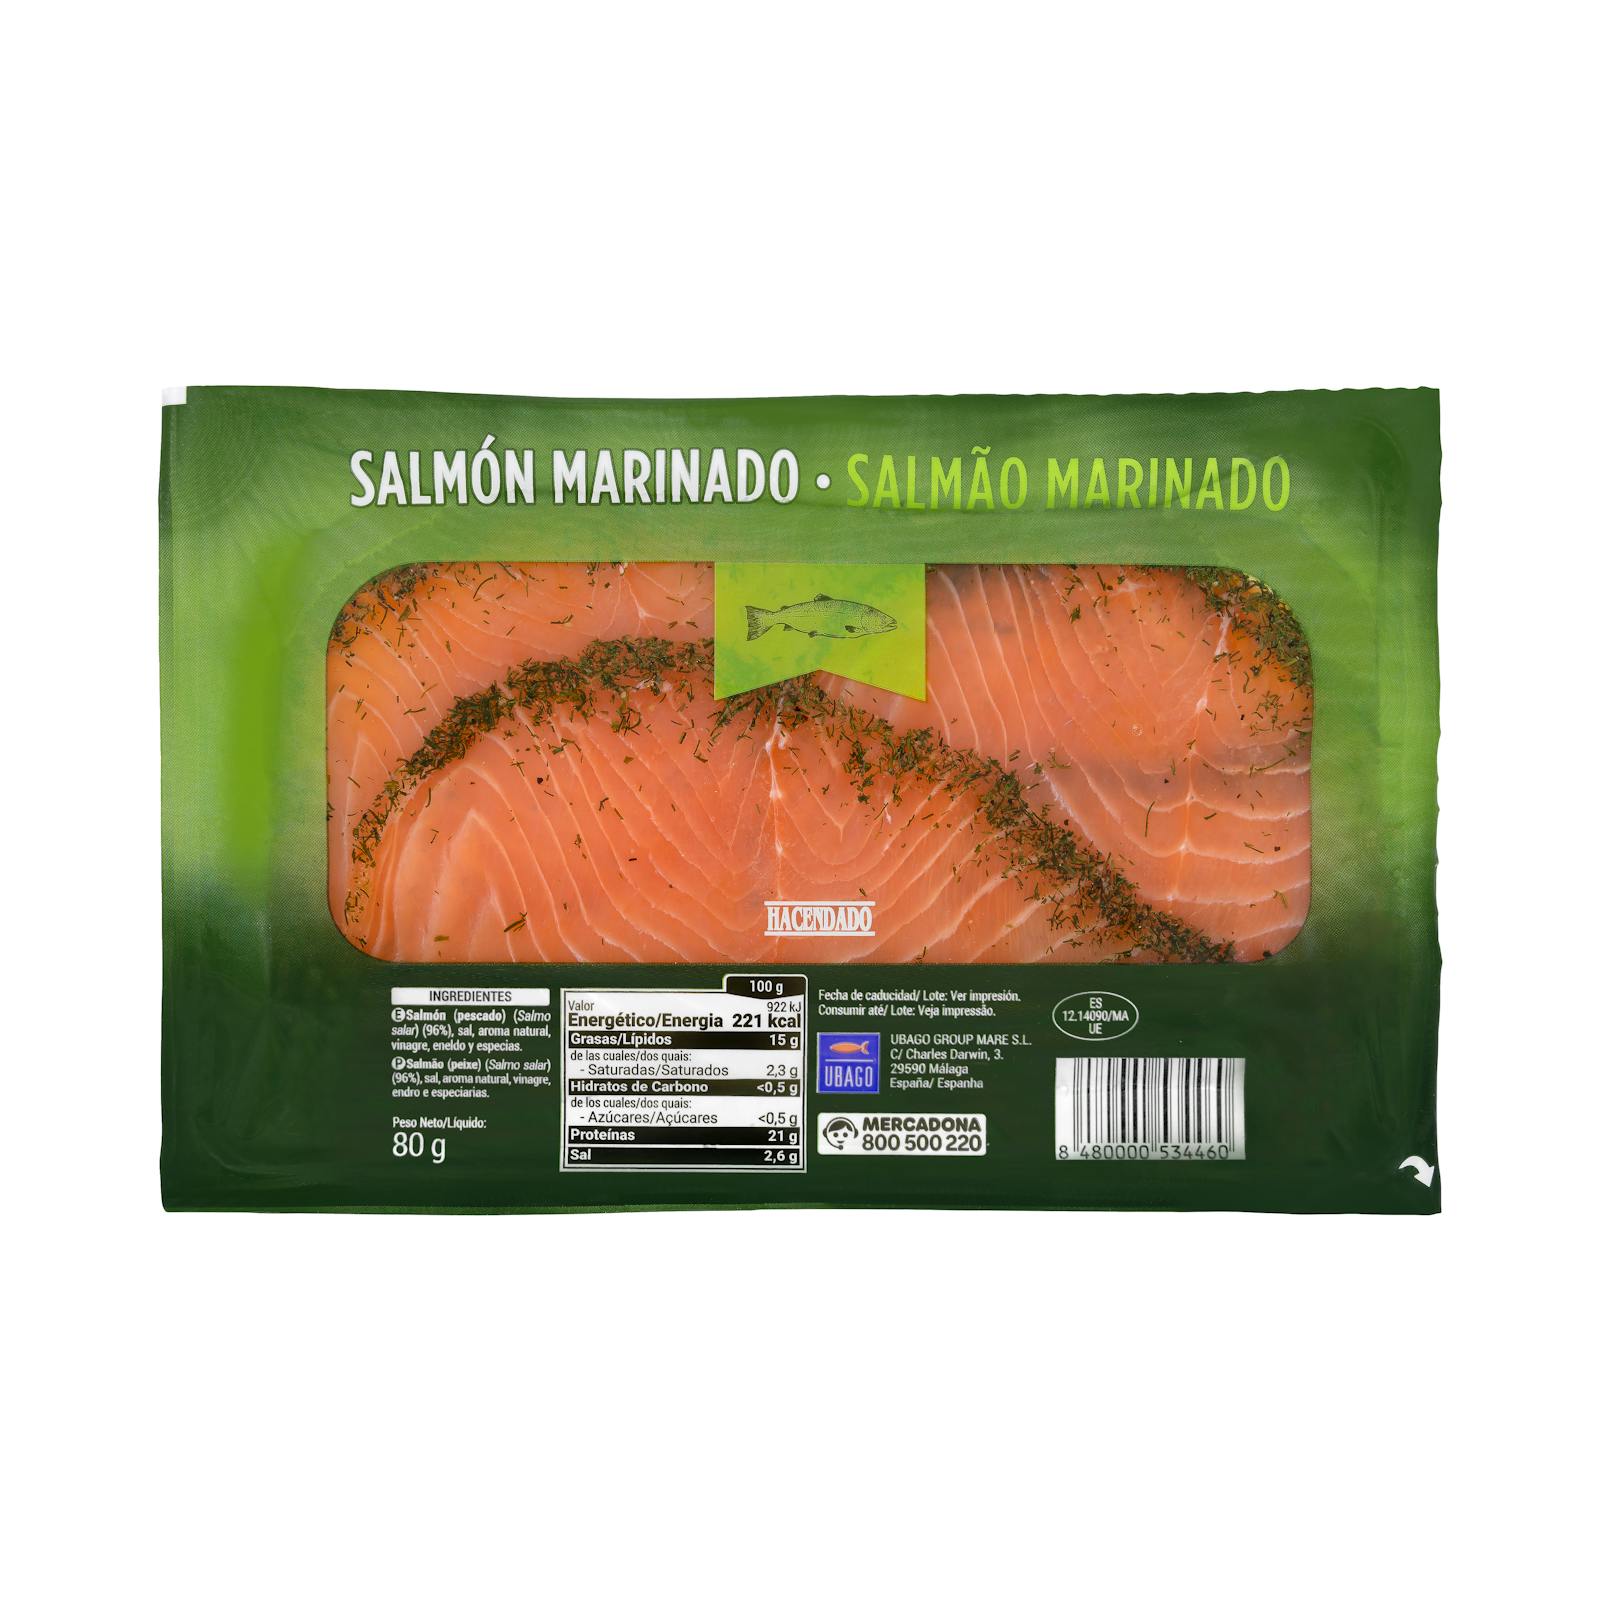 SALMÓN MARINADO · SALMÃO MARINADO
HACENDADO
INGREDIENTES
E Salmón (pescado) (Salmo
salar) (96%), sal, aroma natural,
vinagre, eneldo y especias.
P Salmão (peixe) (Salmo salar)
(96%), sal, aroma natural, vinagre,
endro e especiarias.
Peso Neto/Líquido:
80 g
100 g
Valor 922 kJ
Energético/Energia 221 kcal
Grasas/Lípidos 15 g
de las cuales/dos quais:
- Saturadas/Saturados 2,3 g
Hidratos de Carbono <0,5 g
de los cuales/dos quais:
- Azúcares/Açúcares <0,5 g
Proteínas 21 g
Sal 2,6 g
Fecha de caducidad/ Lote: Ver impresión.
Consumir até/ Lote: Veja impressão.
UBAGO
UBAGO GROUP MARE S.L.
C/ Charles Darwin, 3.
29590 Málaga
España/ Espanha
MERCADONA
800 500 220
ES
12.14090/MA
UE
8 480000 534460